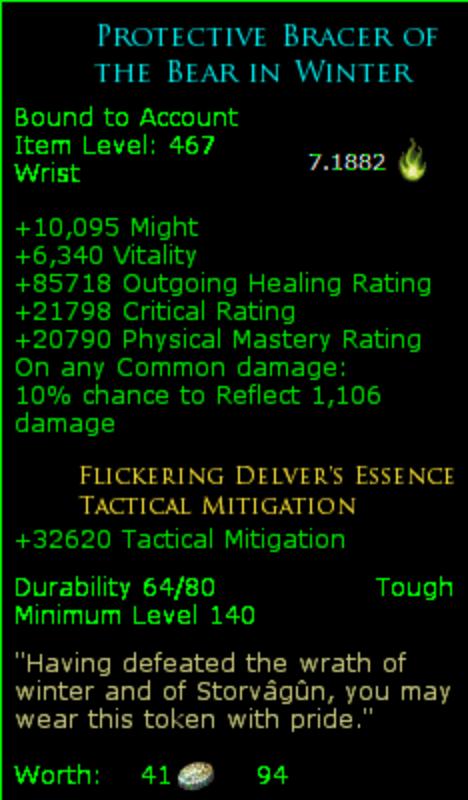 Protective Bracer of
the Bear in Winter
Bound to Account
Item Level: 467
Wrist
7.1882
+10,095 Might
+6,340 Vitality
+85718 Outgoing Healing Rating
+21798 Critical Rating
+20790 Physical Mastery Rating
On any Common damage:
10% chance to Reflect 1,106
damage
Flickering Delver's Essence
Tactical Mitigation
+32620 Tactical Mitigation
Durability 64/80 Tough
Minimum Level 140
"Having defeated the wrath of
winter and of Storvâgûn, you may
wear this token with pride."
Worth: 41 94